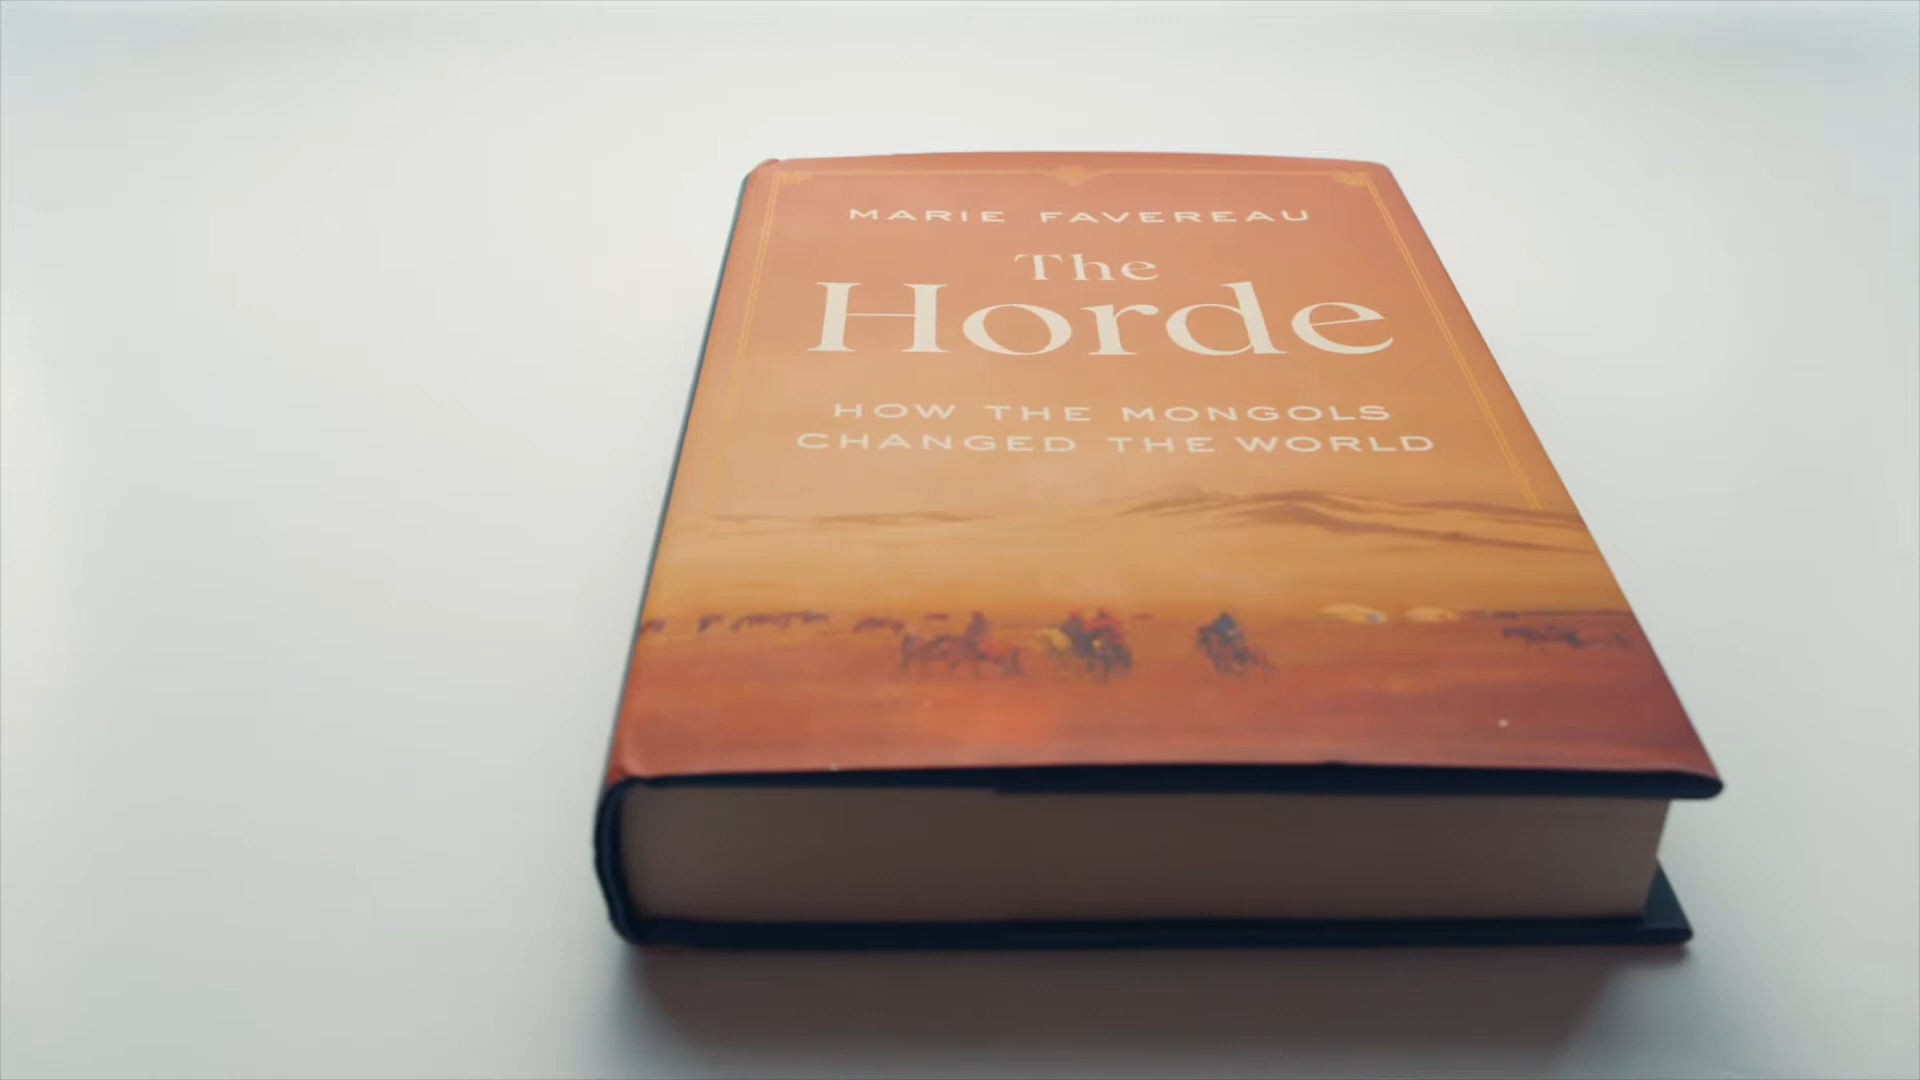 MARIE FAVEREAU
The
Horde
HOW THE MONGOLS
CHANGED THE WORLD